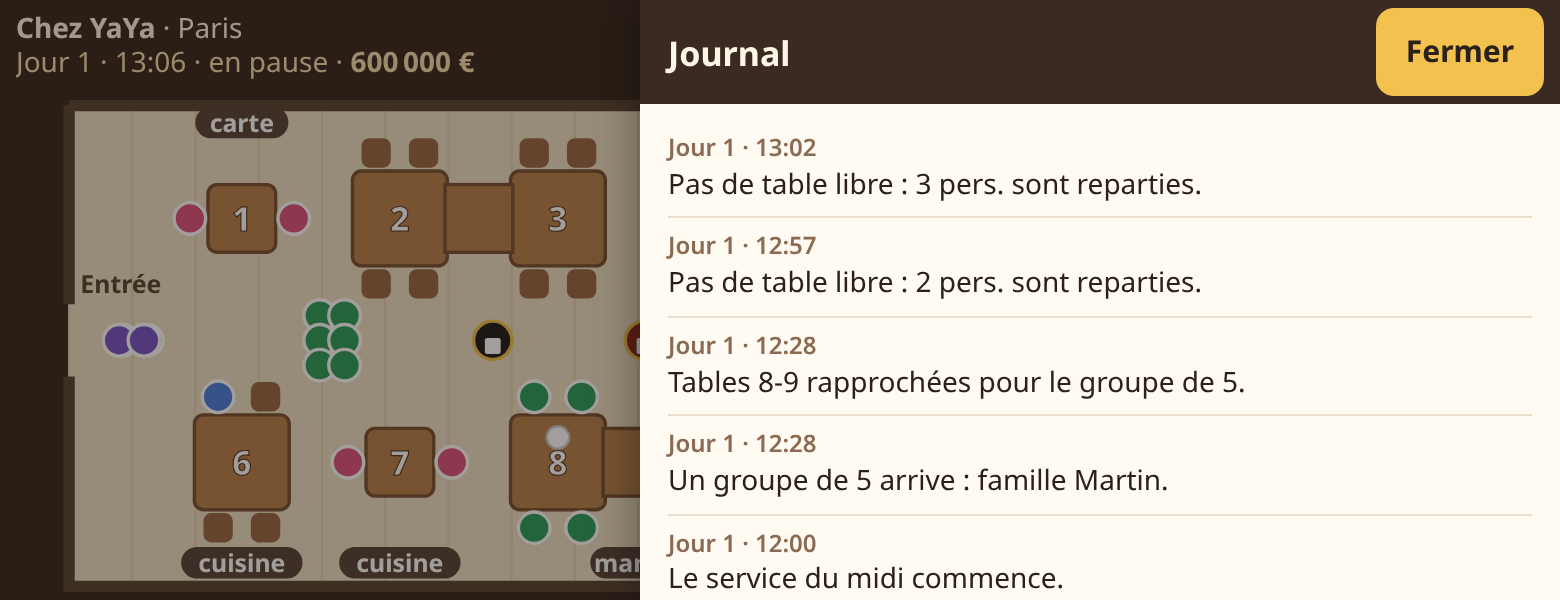 Chez YaYa · Paris
Jour 1 · 13:06 · en pause · 600 000 €
Journal
Fermer
carte
1
2
3
Entrée
6
7
8
cuisine
cuisine
Jour 1 · 13:02
Pas de table libre : 3 pers. sont reparties.
Jour 1 · 12:57
Pas de table libre : 2 pers. sont reparties.
Jour 1 · 12:28
Tables 8-9 rapprochées pour le groupe de 5.
Jour 1 · 12:28
Un groupe de 5 arrive : famille Martin.
Jour 1 · 12:00
Le service du midi commence.